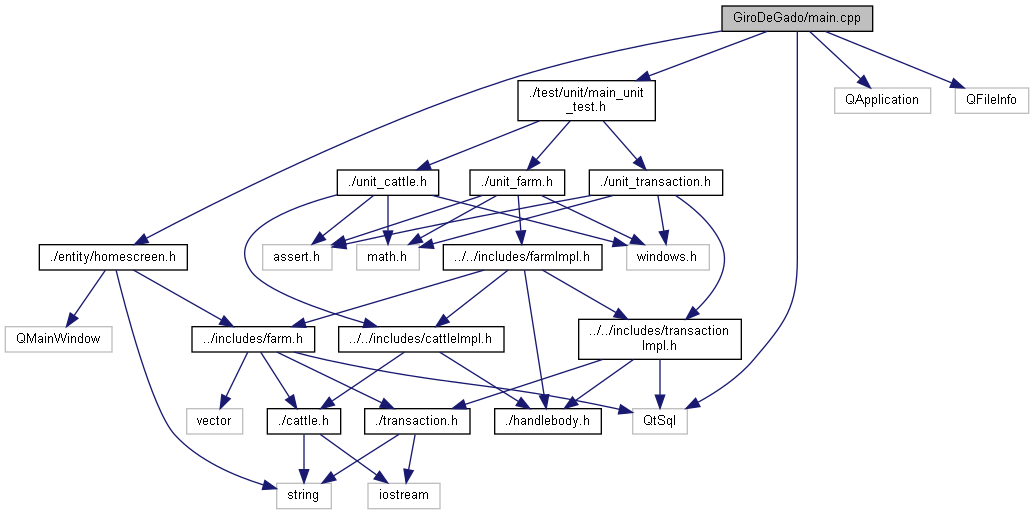 GiroDeGado/main.cpp
./test/unit/main_unit
_test.h
QApplication
QFileInfo
./unit_cattle.h
./unit_farm.h
./unit_transaction.h
./entity/homescreen.h
assert.h
math.h
../../includes/farmImpl.h
windows.h
QMainWindow
../includes/farm.h
../../includes/cattleImpl.h
../../includes/transaction
Impl.h
vector
./cattle.h
./transaction.h
./handlebody.h
QtSql
string
iostream